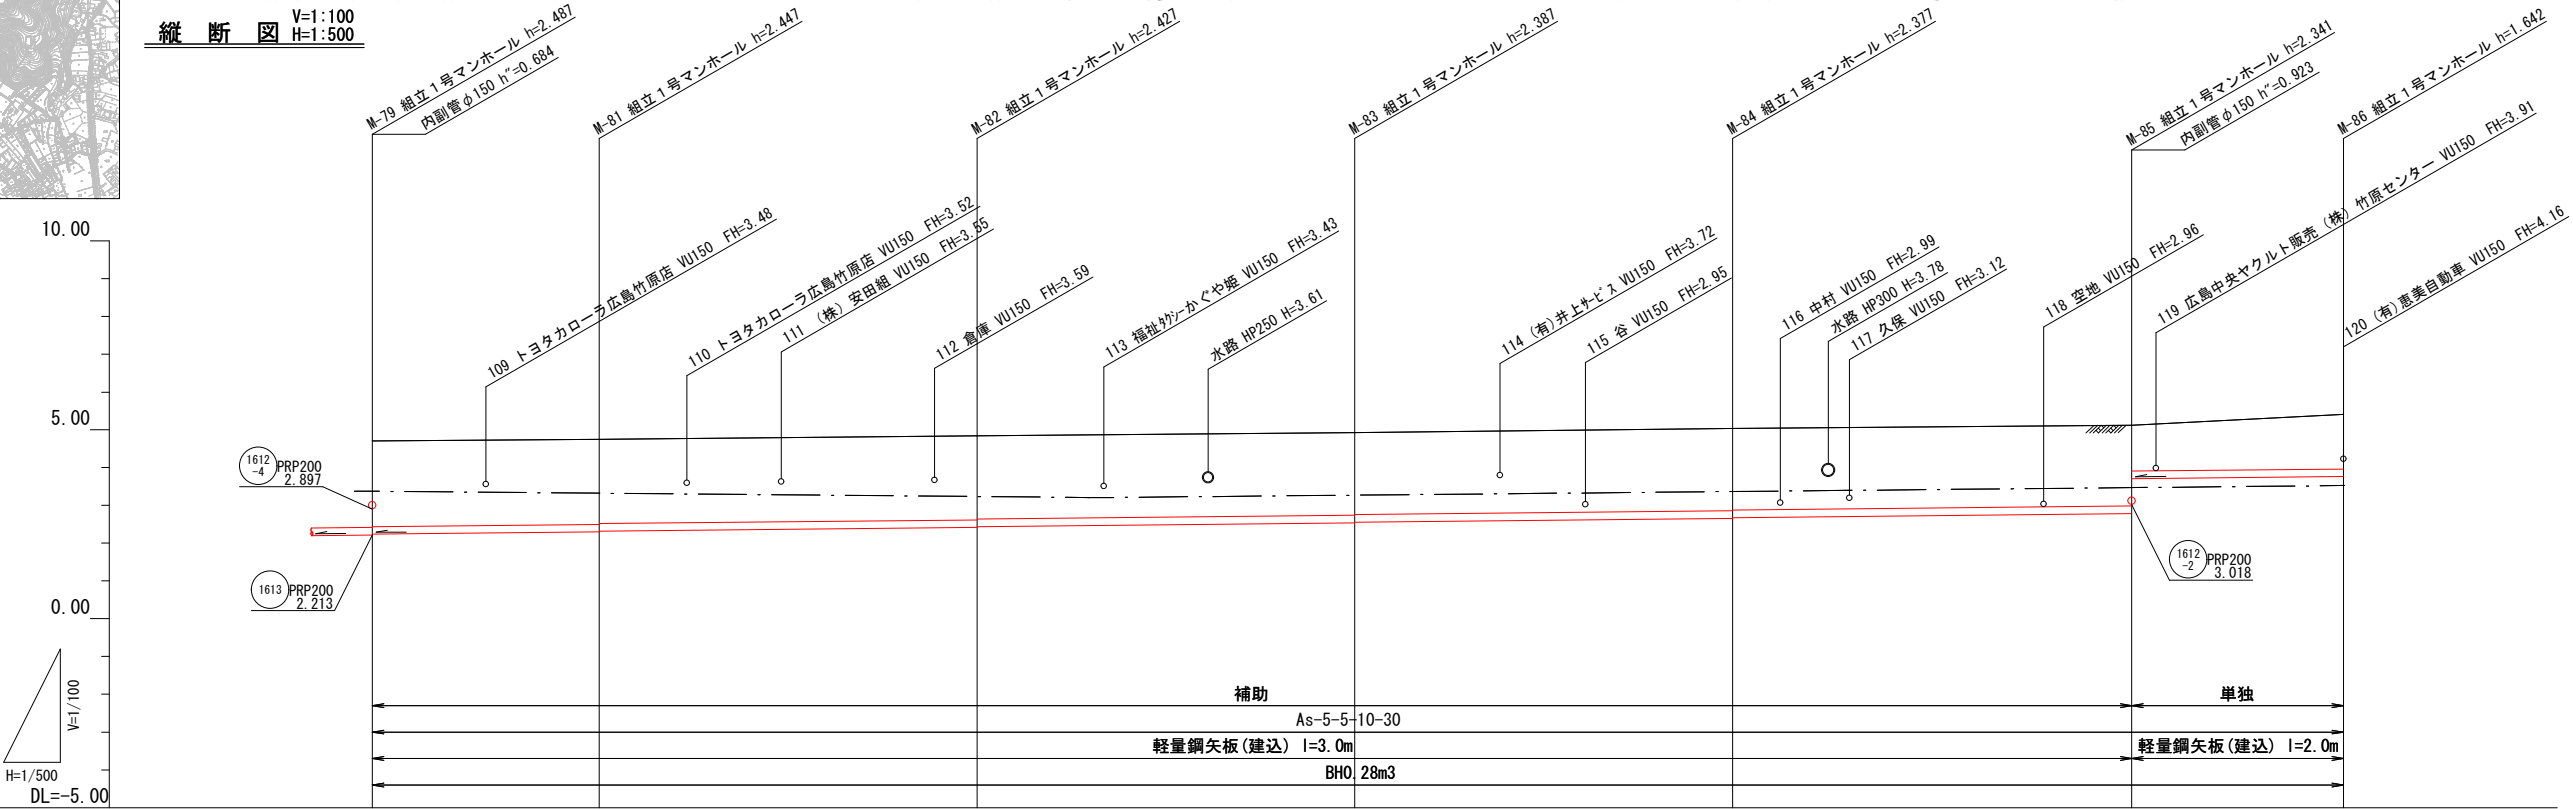 縦 断 図 V=1:100
H=1:500
M-79 組立1号マンホール h=2.487
内副管φ150 h″=0.684
M-81 組立1号マンホール h=2.447
M-82 組立1号マンホール h=2.427
M-83 組立1号マンホール h=2.387
M-84 組立1号マンホール h=2.377
M-85 組立1号マンホール h=2.341
内副管φ150 h″=0.923
M-86 組立1号マンホール h=1.642
109 トヨタカローラ広島竹原店 VU150 FH=3.48
110 トヨタカローラ広島竹原店 VU150 FH=3.52
111 (株)安田組 VU150 FH=3.55
112 倉庫 VU150 FH=3.59
113 福祉ﾀｸｼｰかぐや姫 VU150 FH=3.43
水路 HP250 H=3.61
114 (有)井上ｻｰﾋﾞｽ VU150 FH=3.72
115 谷 VU150 FH=2.95
116 中村 VU150 FH=2.99
水路 HP300 H=3.78
117 久保 VU150 FH=3.12
118 空地 VU150 FH=2.96
119 広島中央ヤクルト販売(株)竹原センター VU150 FH=3.91
120 (有)恵美自動車 VU150 FH=4.16
10.00
5.00
0.00
DL=-5.00
1612
-4
PRP200
2.897
1613
PRP200
2.213
1612
-2
PRP200
3.018
V=1/100
H=1/500
補助
単独
As-5-5-10-30
軽量鋼矢板(建込) l=3.0m
軽量鋼矢板(建込) l=2.0m
BH0.28m3